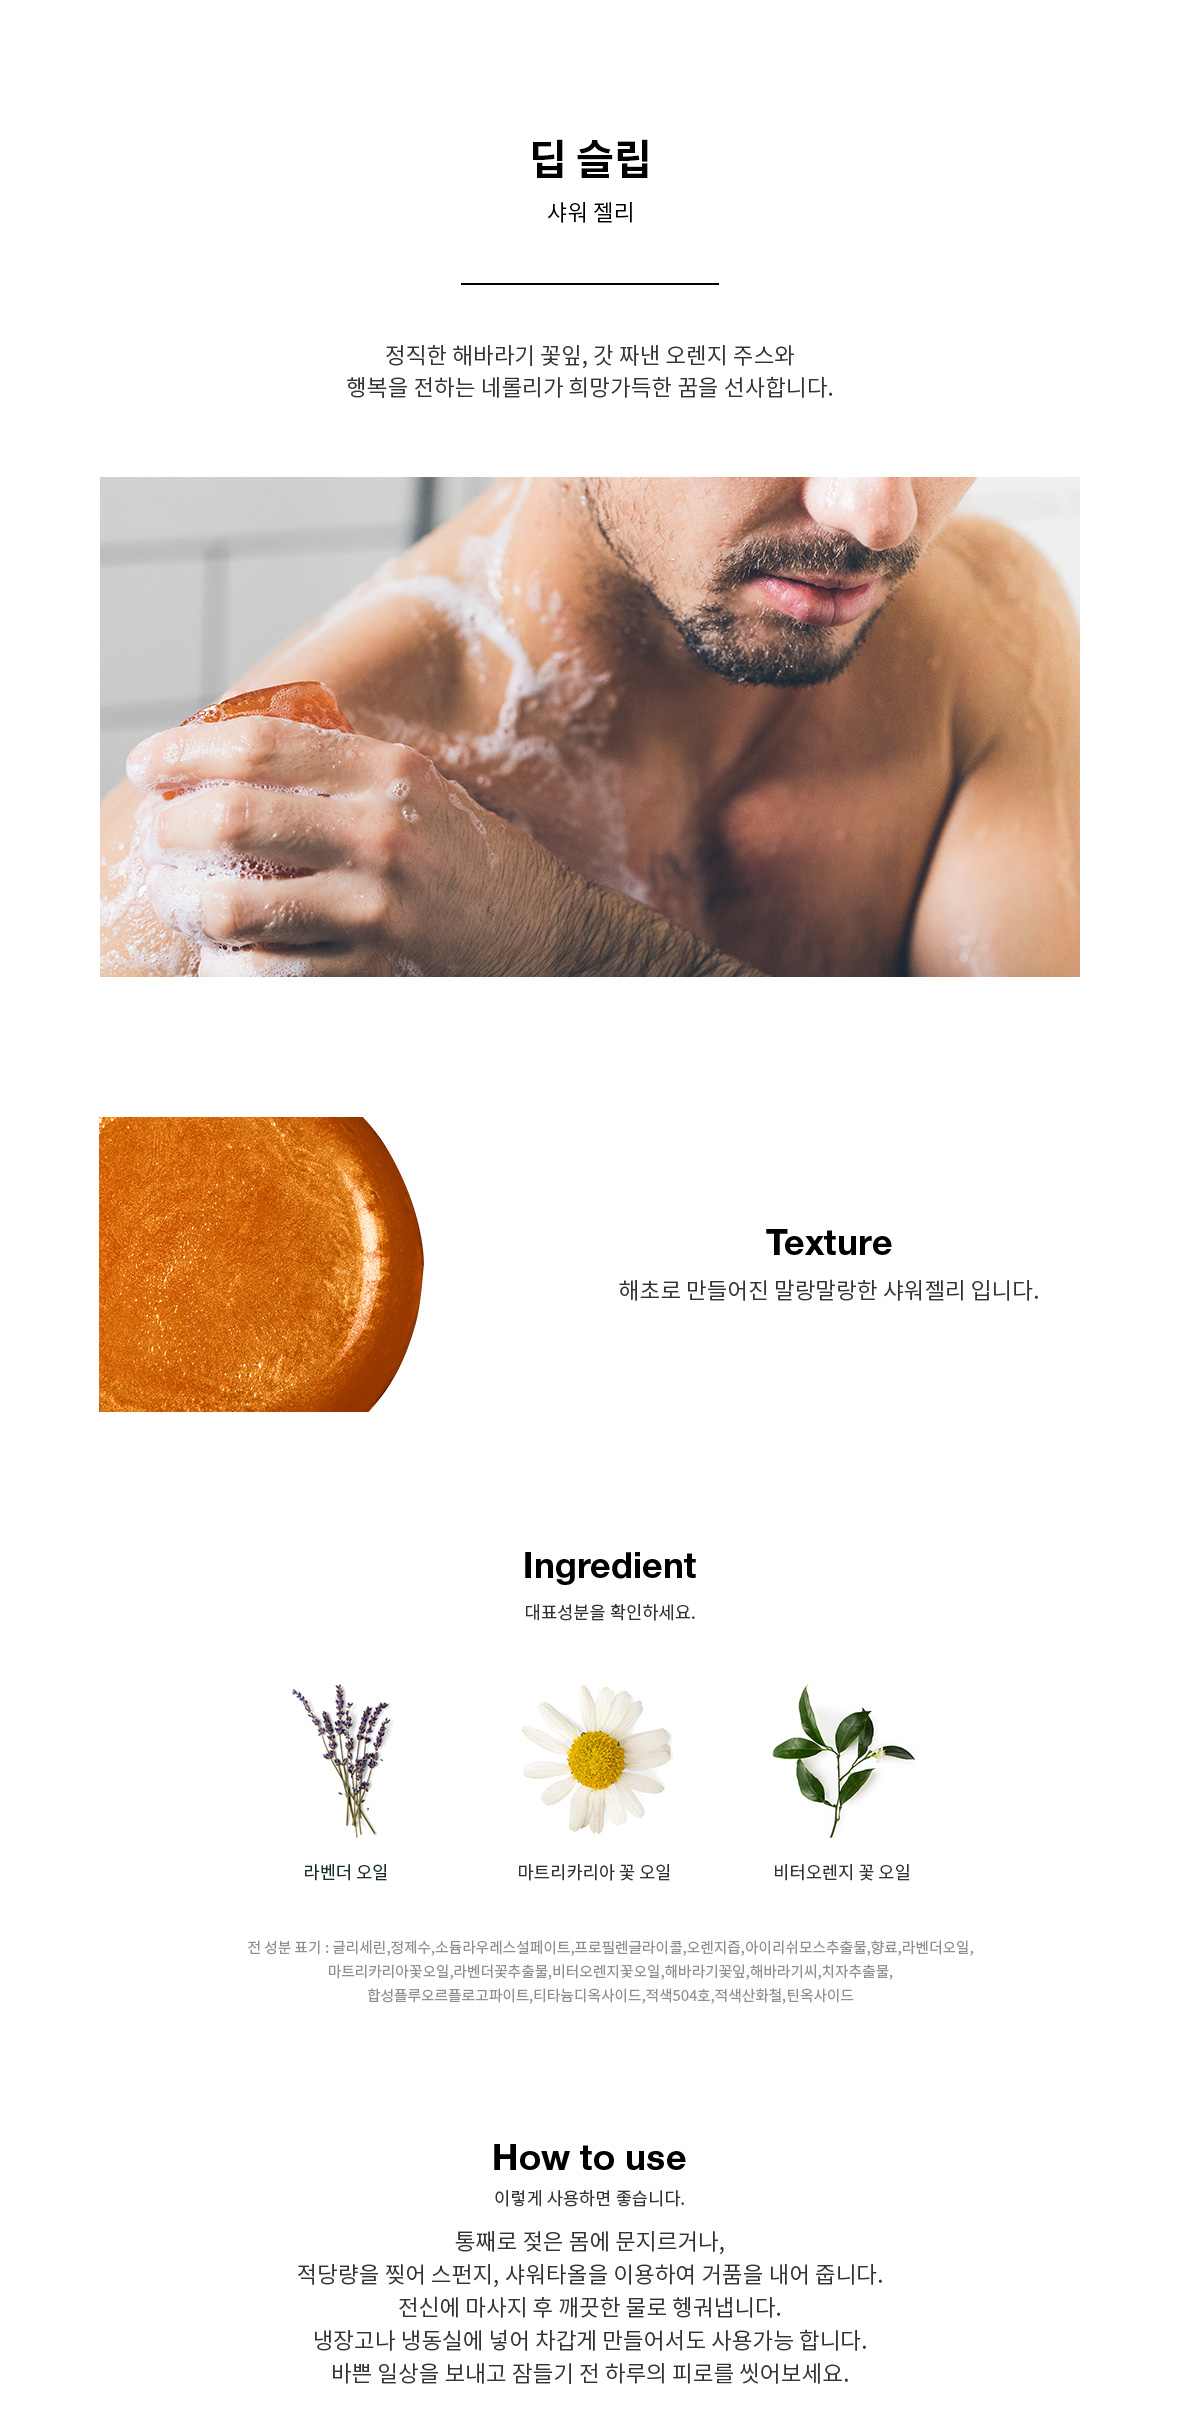 딥 슬립
샤워 젤리
정직한 해바라기 꽃잎, 갓 짜낸 오렌지 주스와
행복을 전하는 네롤리가 희망가득한 꿈을 선사합니다.
Texture
해초로 만들어진 말랑말랑한 샤워젤리 입니다.
Ingredient
대표성분을 확인하세요.
라벤더 오일
마트리카리아 꽃 오일
비터오렌지 꽃 오일
전 성분 표기 : 글리세린,정제수,소듐라우레스설페이트,프로필렌글라이콜,오렌지즙,아이리쉬모스추출물,향료,라벤더오일,
마트리카리아꽃오일,라벤더꽃추출물,비터오렌지꽃오일,해바라기꽃잎,해바라기씨,치자추출물,
합성플루오르플로고파이트,티타늄디옥사이드,적색504호,적색산화철,틴옥사이드
How to use
이렇게 사용하면 좋습니다.
통째로 젖은 몸에 문지르거나,
적당량을 찢어 스펀지, 샤워타올을 이용하여 거품을 내어 줍니다.
전신에 마사지 후 깨끗한 물로 헹궈냅니다.
냉장고나 냉동실에 넣어 차갑게 만들어서도 사용가능 합니다.
바쁜 일상을 보내고 잠들기 전 하루의 피로를 씻어보세요.